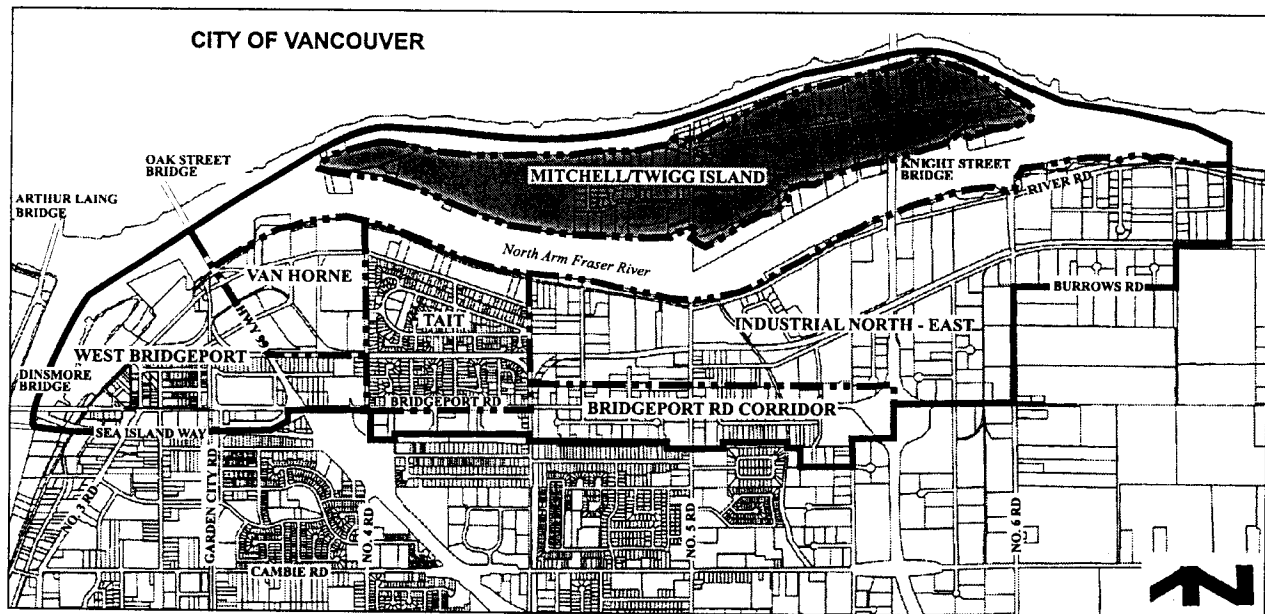 CITY OF VANCOUVER
OAK STREET
BRIDGE
ARTHUR LAING
BRIDGE
MITCHELL/TWIGG ISLAND
KNIGHT STREET
BRIDGE
RIVER RD
North Arm Fraser River
VAN HORNE
HWY 99
TAIT
BURROWS RD
INDUSTRIAL NORTH - EAST
WEST BRIDGEPORT
DINSMORE
BRIDGE
BRIDGEPORT RD
BRIDGEPORT RD CORRIDOR
SEA ISLAND WAY
NO. 3 RD
GARDEN CITY RD
NO. 4 RD
NO. 5 RD
NO. 6 RD
CAMBIE RD
N